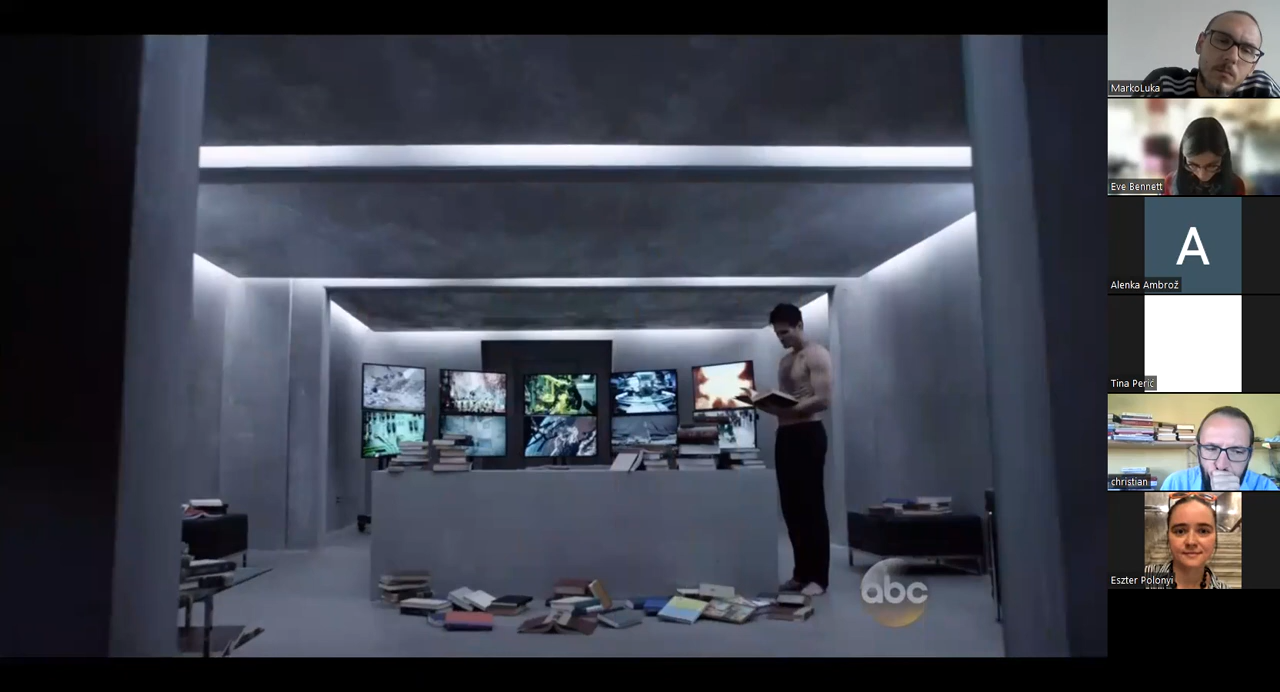 MarkoLuka
Eve Bennett
A
Alenka Ambrož
Tina Perić
christian
Eszter Polonyi
abc